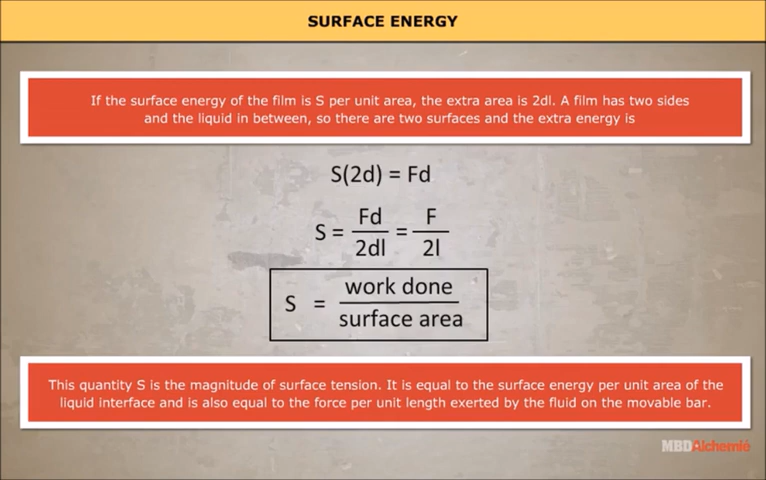 SURFACE ENERGY
If the surface energy of the film is S per unit area, the extra area is 2dl. A film has two sides
and the liquid in between, so there are two surfaces and the extra energy is
S(2d) = Fd
S = Fd/2dl = F/2l
S = work done/surface area
This quantity S is the magnitude of surface tension. It is equal to the surface energy per unit area of the
liquid interface and is also equal to the force per unit length exerted by the fluid on the movable bar.
MBDAlchemié